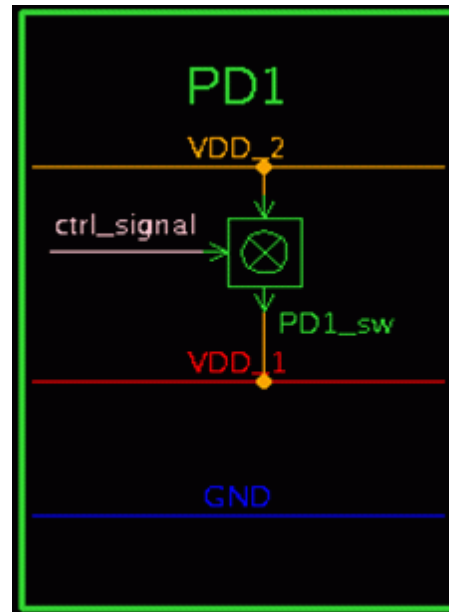 PD1
VDD_2
ctrl_signal
PD1_sw
VDD_1
GND